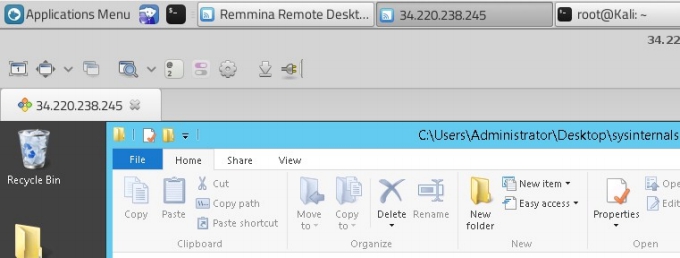 Applications Menu Remmina Remote Deskt... 34.220.238.245 root@Kali: ~
34.22
34.220.238.245
C:\Users\Administrator\Desktop\sysinternals
File Home Share View
Recycle Bin
Copy Paste Cut Copy path Paste shortcut
Move to Copy to Delete Rename
New folder New item Easy access
Properties Ope Edit
Clipboard Organize New Open